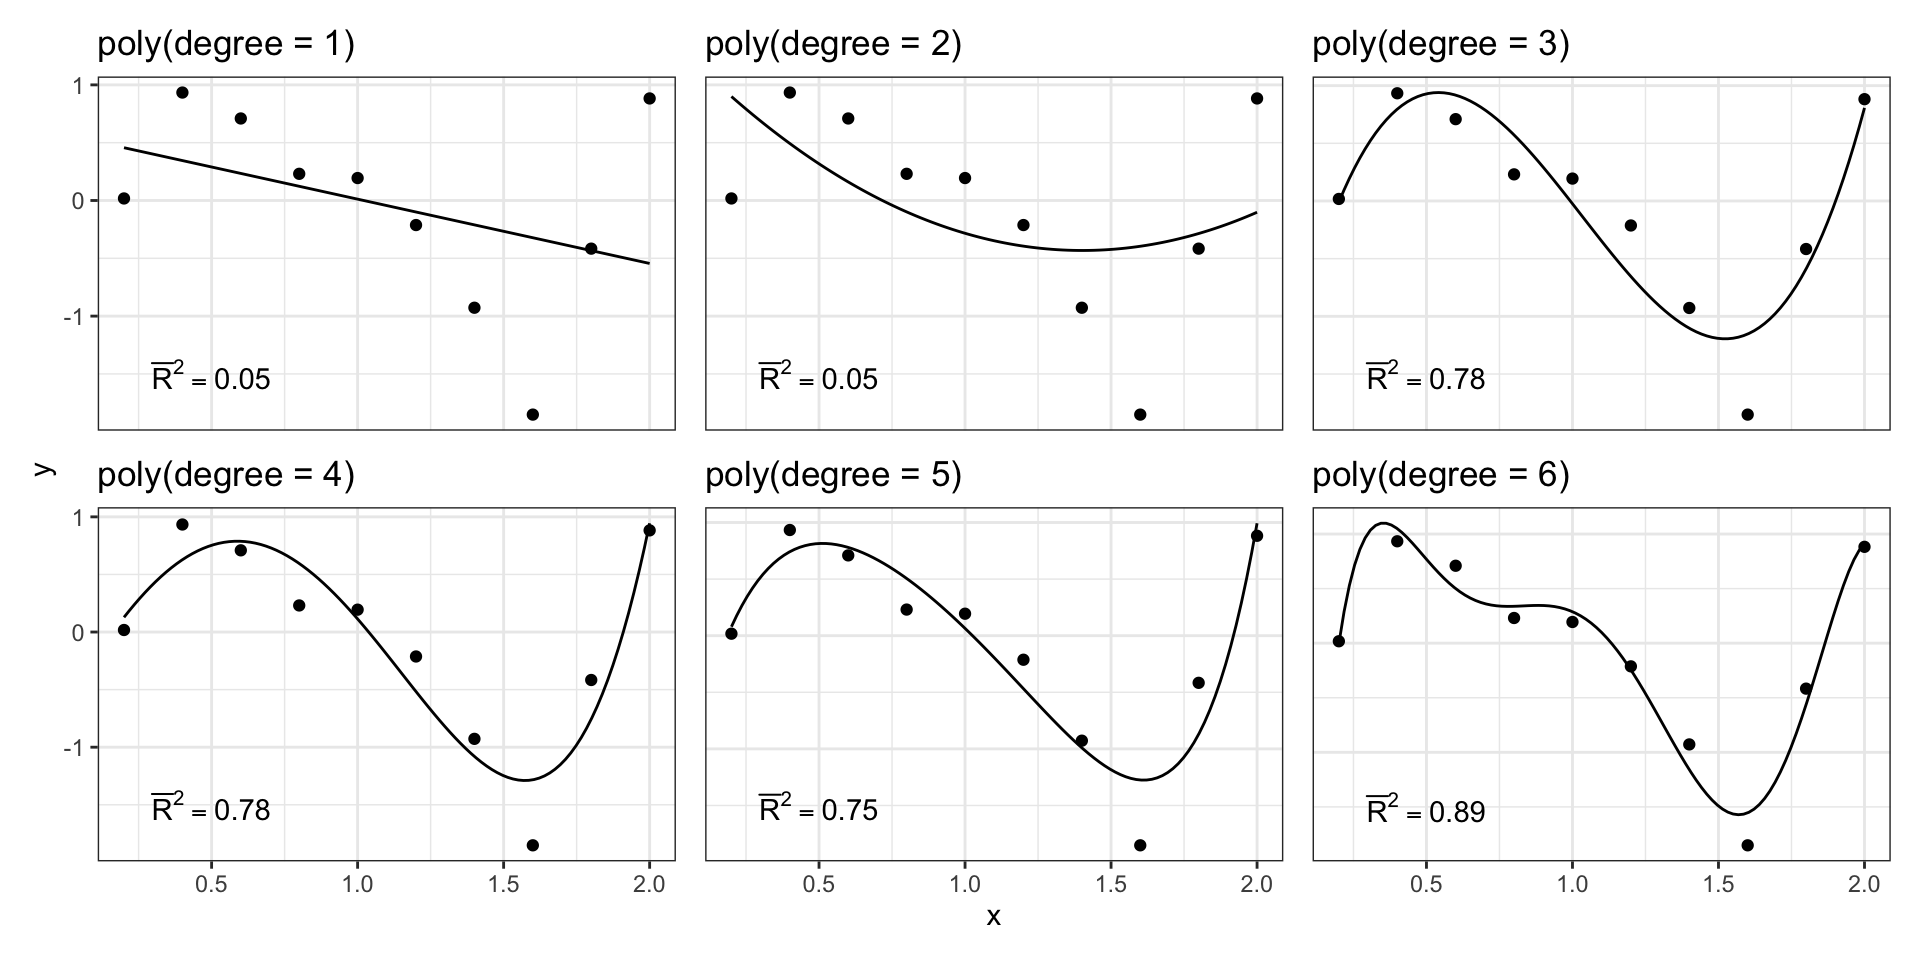 poly(degree = 1)
poly(degree = 2)
poly(degree = 3)
1
0
-1
R̅² = 0.05
R̅² = 0.05
R̅² = 0.78
y
poly(degree = 4)
poly(degree = 5)
poly(degree = 6)
1
0
-1
R̅² = 0.78
R̅² = 0.75
R̅² = 0.89
0.5 1.0 1.5 2.0
0.5 1.0 1.5 2.0
0.5 1.0 1.5 2.0
x